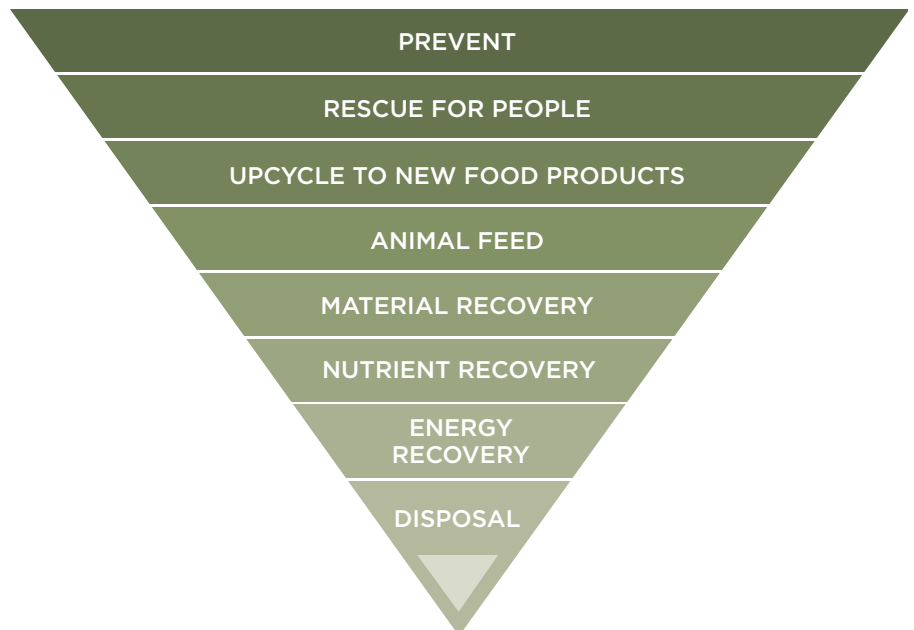 PREVENT
RESCUE FOR PEOPLE
UPCYCLE TO NEW FOOD PRODUCTS
ANIMAL FEED
MATERIAL RECOVERY
NUTRIENT RECOVERY
ENERGY
RECOVERY
DISPOSAL